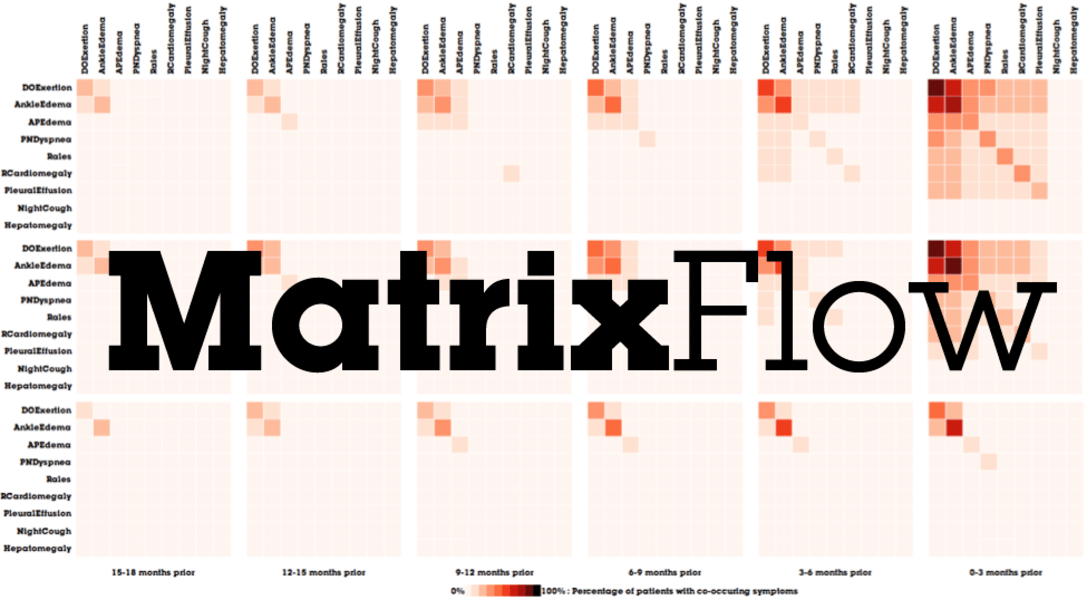 DOExertion AnkleEdema APEdema PNDyspnea Rales RCardiomegaly PleuralEffusion NightCough Hepatomegaly
DOExertion AnkleEdema APEdema PNDyspnea Rales RCardiomegaly PleuralEffusion NightCough Hepatomegaly
DOExertion AnkleEdema APEdema PNDyspnea Rales RCardiomegaly PleuralEffusion NightCough Hepatomegaly
DOExertion AnkleEdema APEdema PNDyspnea Rales RCardiomegaly PleuralEffusion NightCough Hepatomegaly
DOExertion AnkleEdema APEdema PNDyspnea Rales RCardiomegaly PleuralEffusion NightCough Hepatomegaly
DOExertion AnkleEdema APEdema PNDyspnea Rales RCardiomegaly PleuralEffusion NightCough Hepatomegaly
DOExertion
AnkleEdema
APEdema
PNDyspnea
Rales
RCardiomegaly
PleuralEffusion
NightCough
Hepatomegaly
DOExertion
AnkleEdema
APEdema
PNDyspnea
Rales
RCardiomegaly
PleuralEffusion
NightCough
Hepatomegaly
MatrixFlow
DOExertion
AnkleEdema
APEdema
PNDyspnea
Rales
RCardiomegaly
PleuralEffusion
NightCough
Hepatomegaly
15-18 months prior 12-15 months prior 9-12 months prior 6-9 months prior 3-6 months prior 0-3 months prior
0% 100% : Percentage of patients with co-occuring symptoms